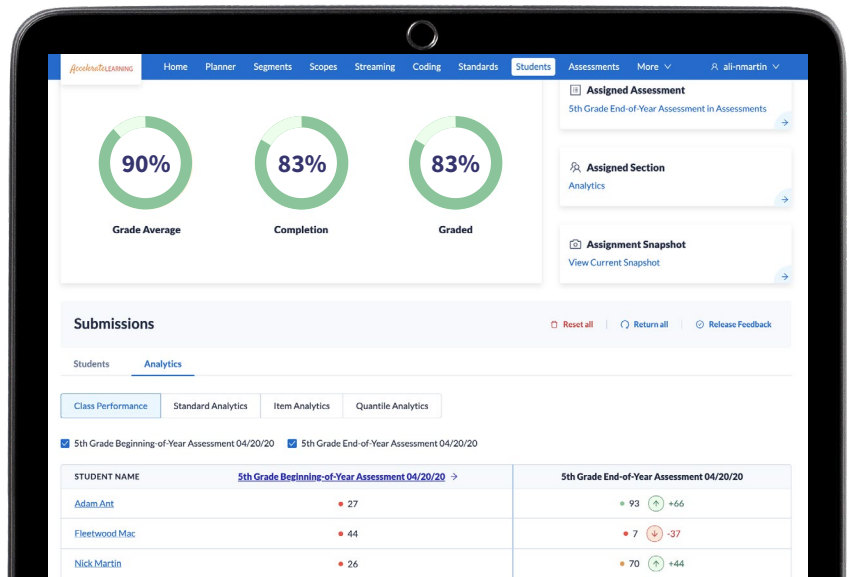 AccelerateLEARNING Home Planner Segments Scopes Streaming Coding Standards Students Assessments More ali-nmartin
90% 83% 83%
Grade Average Completion Graded
Assigned Assessment
5th Grade End-of-Year Assessment in Assessments
Assigned Section
Analytics
Assignment Snapshot
View Current Snapshot
Submissions Reset all Return all Release Feedback
Students Analytics
Class Performance Standard Analytics Item Analytics Quantile Analytics
5th Grade Beginning-of-Year Assessment 04/20/20 5th Grade End-of-Year Assessment 04/20/20
STUDENT NAME 5th Grade Beginning-of-Year Assessment 04/20/20 → 5th Grade End-of-Year Assessment 04/20/20
Adam Ant 27 93 +66
Fleetwood Mac 44 7 -37
Nick Martin 26 70 +44